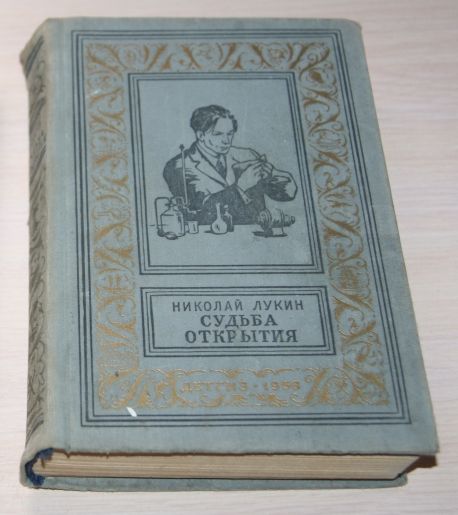 НИКОЛАЙ ЛУКИН
СУДЬБА
ОТКРЫТИЯ
ДЕТГИЗ · 1958